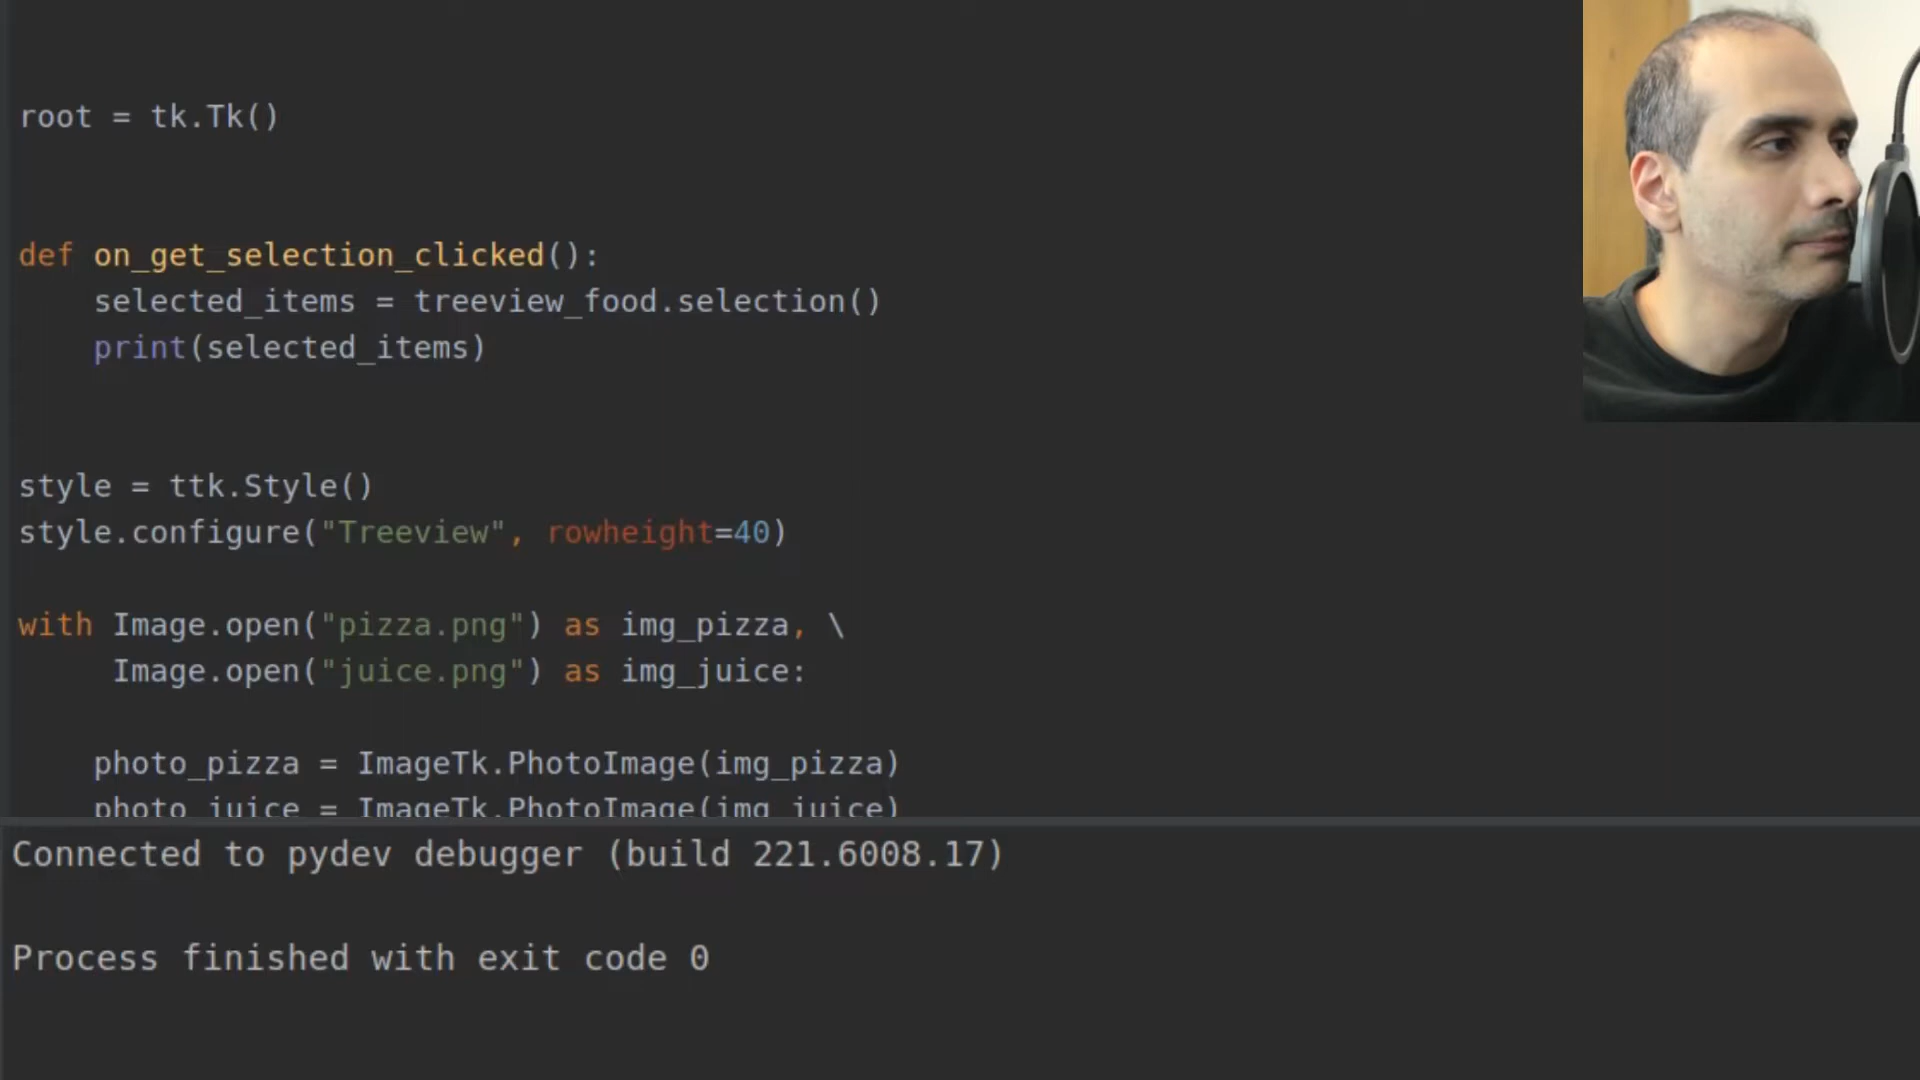 root = tk.Tk()
def on_get_selection_clicked():
selected_items = treeview_food.selection()
print(selected_items)
style = ttk.Style()
style.configure("Treeview", rowheight=40)
with Image.open("pizza.png") as img_pizza, \
Image.open("juice.png") as img_juice:
photo_pizza = ImageTk.PhotoImage(img_pizza)
photo_juice = ImageTk.PhotoImage(img_juice)
Connected to pydev debugger (build 221.6008.17)
Process finished with exit code 0